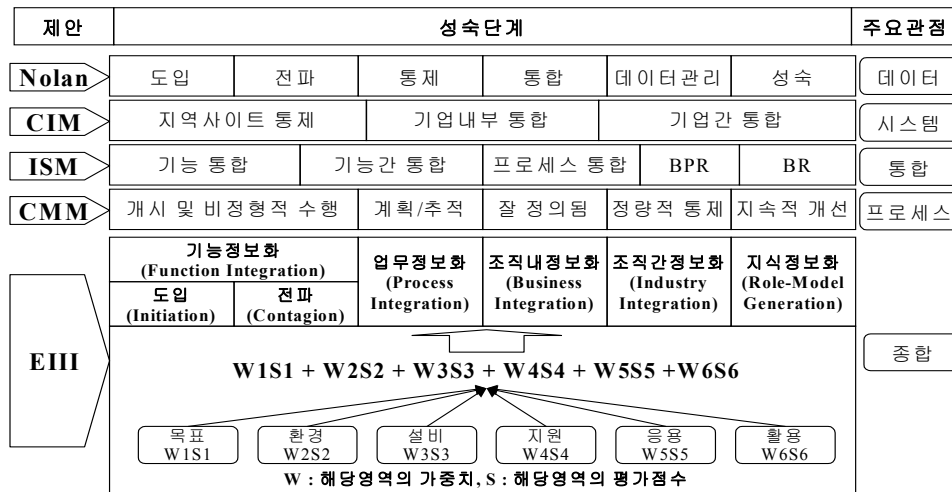 제안 성숙단계 주요관점
Nolan 도입 전파 통제 통합 데이터관리 성숙 데이터
CIM 지역사이트 통제 기업내부 통합 기업간 통합 시스템
ISM 기능 통합 기능간 통합 프로세스 통합 BPR BR 통합
CMM 개시 및 비정형적 수행 계획/추적 잘 정의됨 정량적 통제 지속적 개선 프로세스
EIII
기능정보화
(Function Integration)
도입
(Initiation)
전파
(Contagion)
업무정보화
(Process
Integration)
조직내정보화
(Business
Integration)
조직간정보화
(Industry
Integration)
지식정보화
(Role-Model
Generation)
종합
W1S1 + W2S2 + W3S3 + W4S4 + W5S5 +W6S6
목표
W1S1
환경
W2S2
설비
W3S3
지원
W4S4
응용
W5S5
활용
W6S6
W : 해당영역의 가중치, S : 해당영역의 평가점수